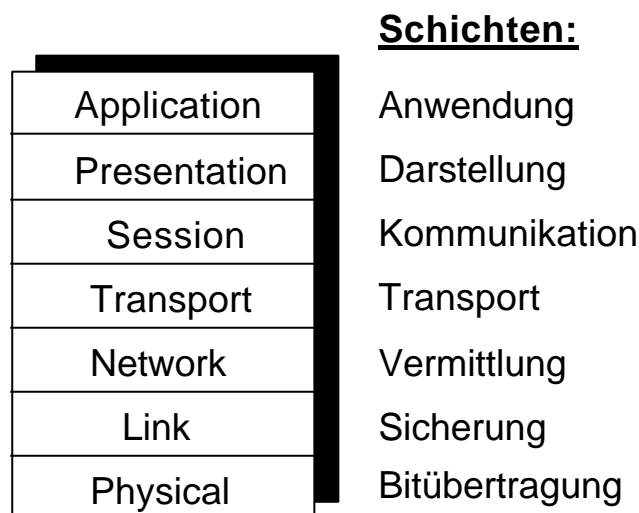 Schichten:
Application Anwendung
Presentation Darstellung
Session Kommunikation
Transport Transport
Network Vermittlung
Link Sicherung
Physical Bitübertragung